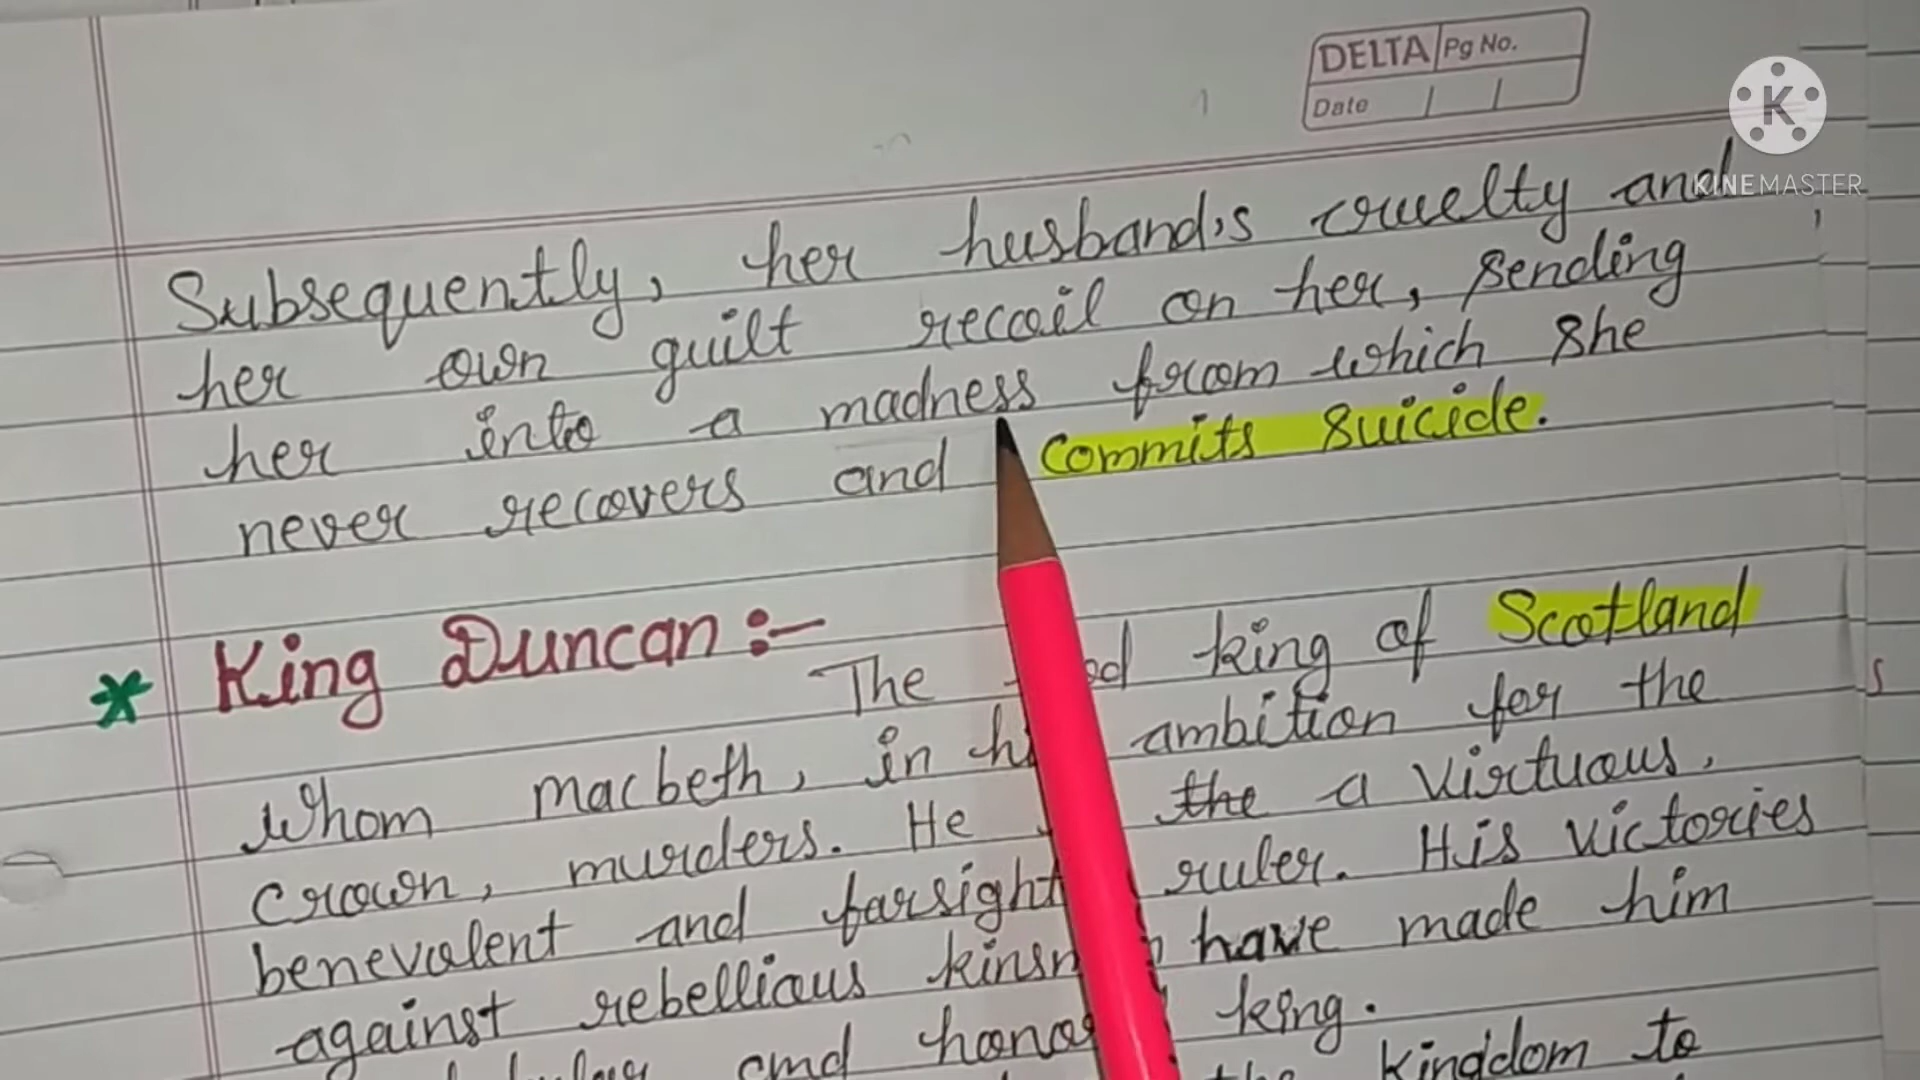 DELTA Pg No.
Date
K
KINEMASTER
Subsequently, her husband's cruelty and
her own guilt recoil on her, sending
her into a madness from which she
never recovers and commits suicide.
* King Duncan :-
The king of Scotland
whom macbeth, in ambition for the
crown, murders. He the a virtuous,
benevalent and ruler. His victories
against rebellious have made him
and king.
kingdom to